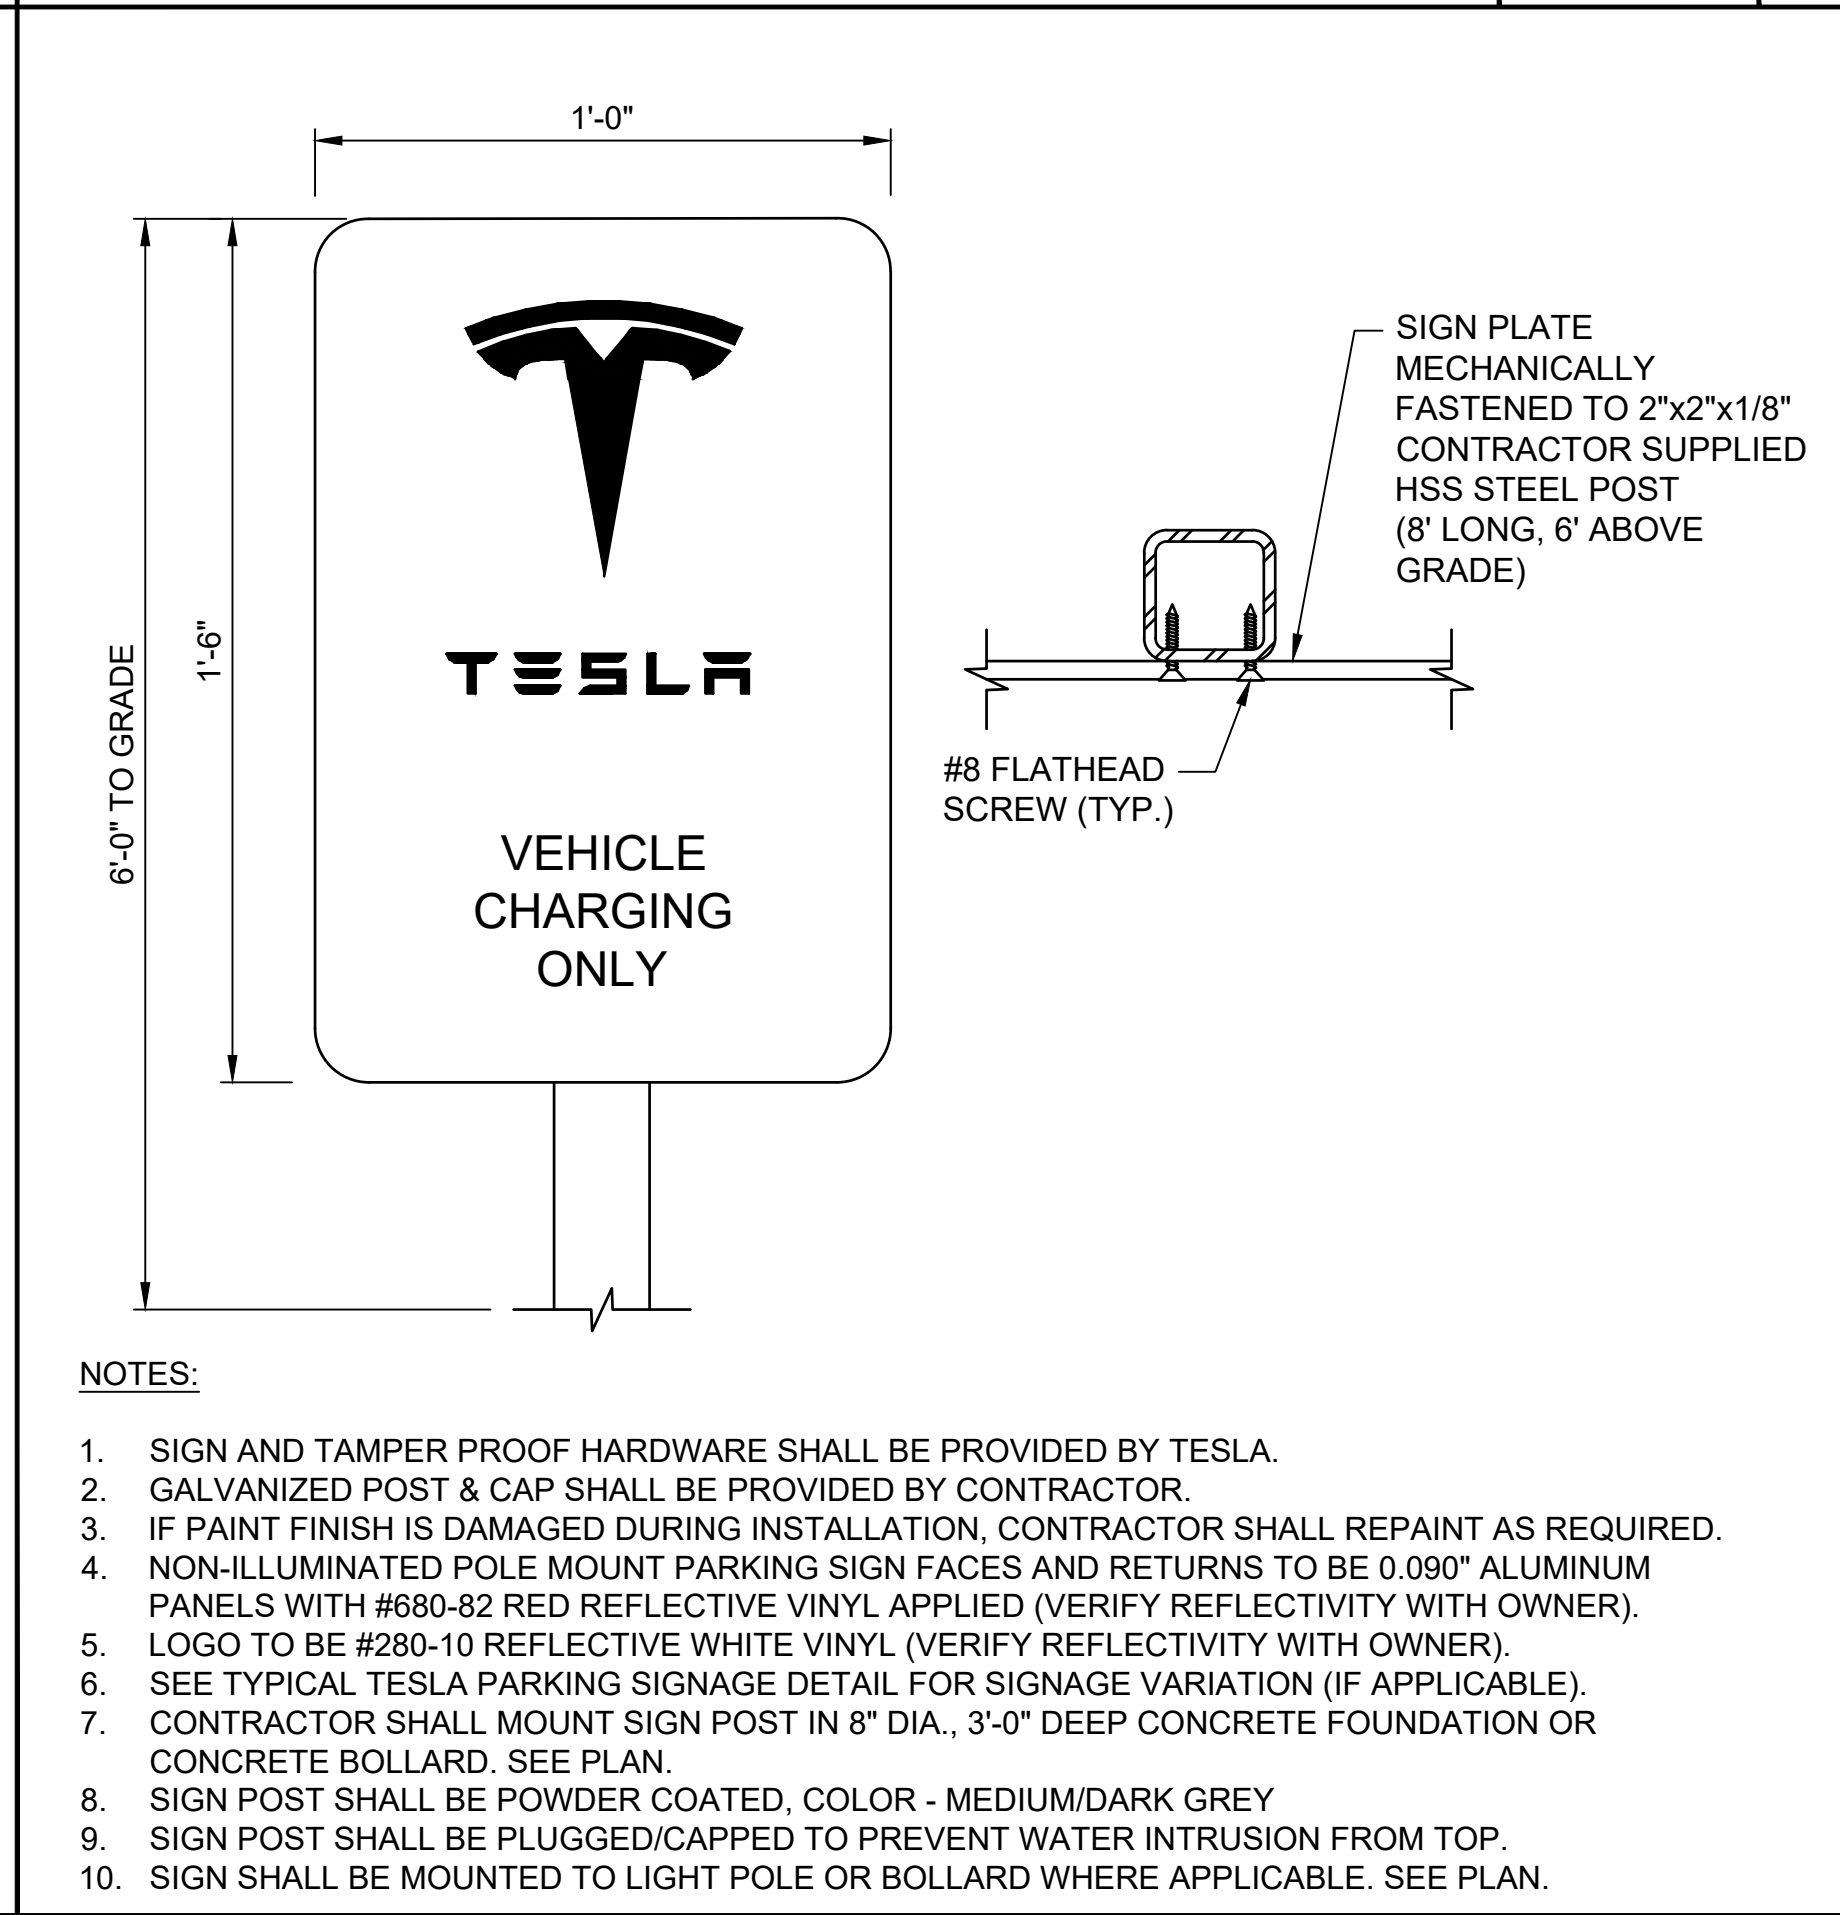 1'-0"
6'-0" TO GRADE
1'-6"
TESLA
VEHICLE
CHARGING
ONLY
SIGN PLATE
MECHANICALLY
FASTENED TO 2"x2"x1/8"
CONTRACTOR SUPPLIED
HSS STEEL POST
(8' LONG, 6' ABOVE
GRADE)
#8 FLATHEAD
SCREW (TYP.)
NOTES:
1. SIGN AND TAMPER PROOF HARDWARE SHALL BE PROVIDED BY TESLA.
2. GALVANIZED POST & CAP SHALL BE PROVIDED BY CONTRACTOR.
3. IF PAINT FINISH IS DAMAGED DURING INSTALLATION, CONTRACTOR SHALL REPAINT AS REQUIRED.
4. NON-ILLUMINATED POLE MOUNT PARKING SIGN FACES AND RETURNS TO BE 0.090" ALUMINUM
PANELS WITH #680-82 RED REFLECTIVE VINYL APPLIED (VERIFY REFLECTIVITY WITH OWNER).
5. LOGO TO BE #280-10 REFLECTIVE WHITE VINYL (VERIFY REFLECTIVITY WITH OWNER).
6. SEE TYPICAL TESLA PARKING SIGNAGE DETAIL FOR SIGNAGE VARIATION (IF APPLICABLE).
7. CONTRACTOR SHALL MOUNT SIGN POST IN 8" DIA., 3'-0" DEEP CONCRETE FOUNDATION OR
CONCRETE BOLLARD. SEE PLAN.
8. SIGN POST SHALL BE POWDER COATED, COLOR - MEDIUM/DARK GREY
9. SIGN POST SHALL BE PLUGGED/CAPPED TO PREVENT WATER INTRUSION FROM TOP.
10. SIGN SHALL BE MOUNTED TO LIGHT POLE OR BOLLARD WHERE APPLICABLE. SEE PLAN.